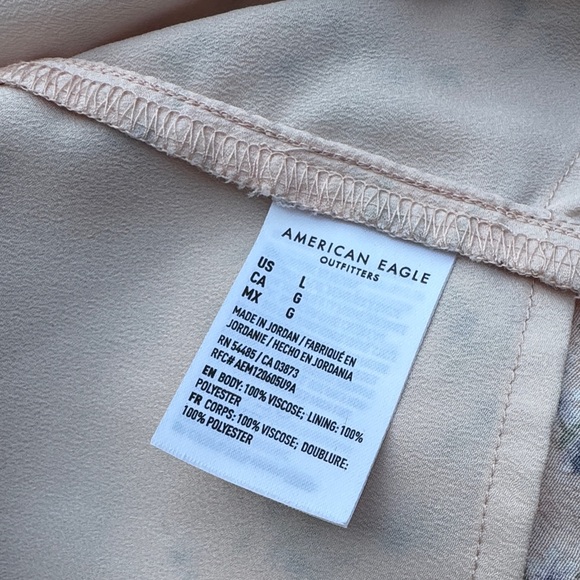 AMERICAN EAGLE
OUTFITTERS
US L
CA G
MX G
MADE IN JORDAN / FABRIQUÉ EN
JORDANIE / HECHO EN JORDANIA
RN 54485 / CA 03873
RFC# AEM120605U9A
EN BODY: 100% VISCOSE; LINING: 100%
POLYESTER
FR CORPS: 100% VISCOSE; DOUBLURE:
100% POLYESTER